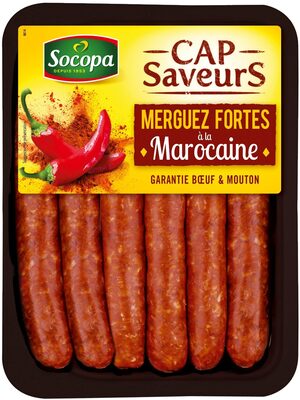 Socopa
DEPUIS 1953
CAP
SaveurS
MERGUEZ FORTES
à la
Marocaine
GARANTIE BŒUF & MOUTON